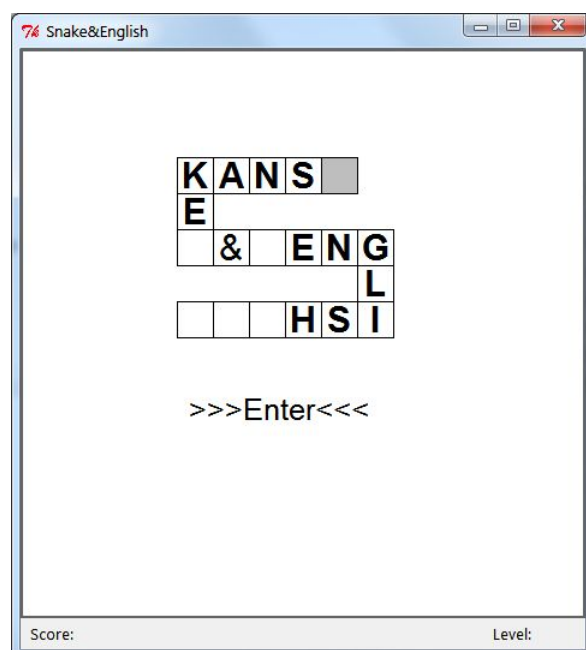 Snake&English
KANS
E
& ENG
L
HSI
>>>Enter<<<
Score: Level: